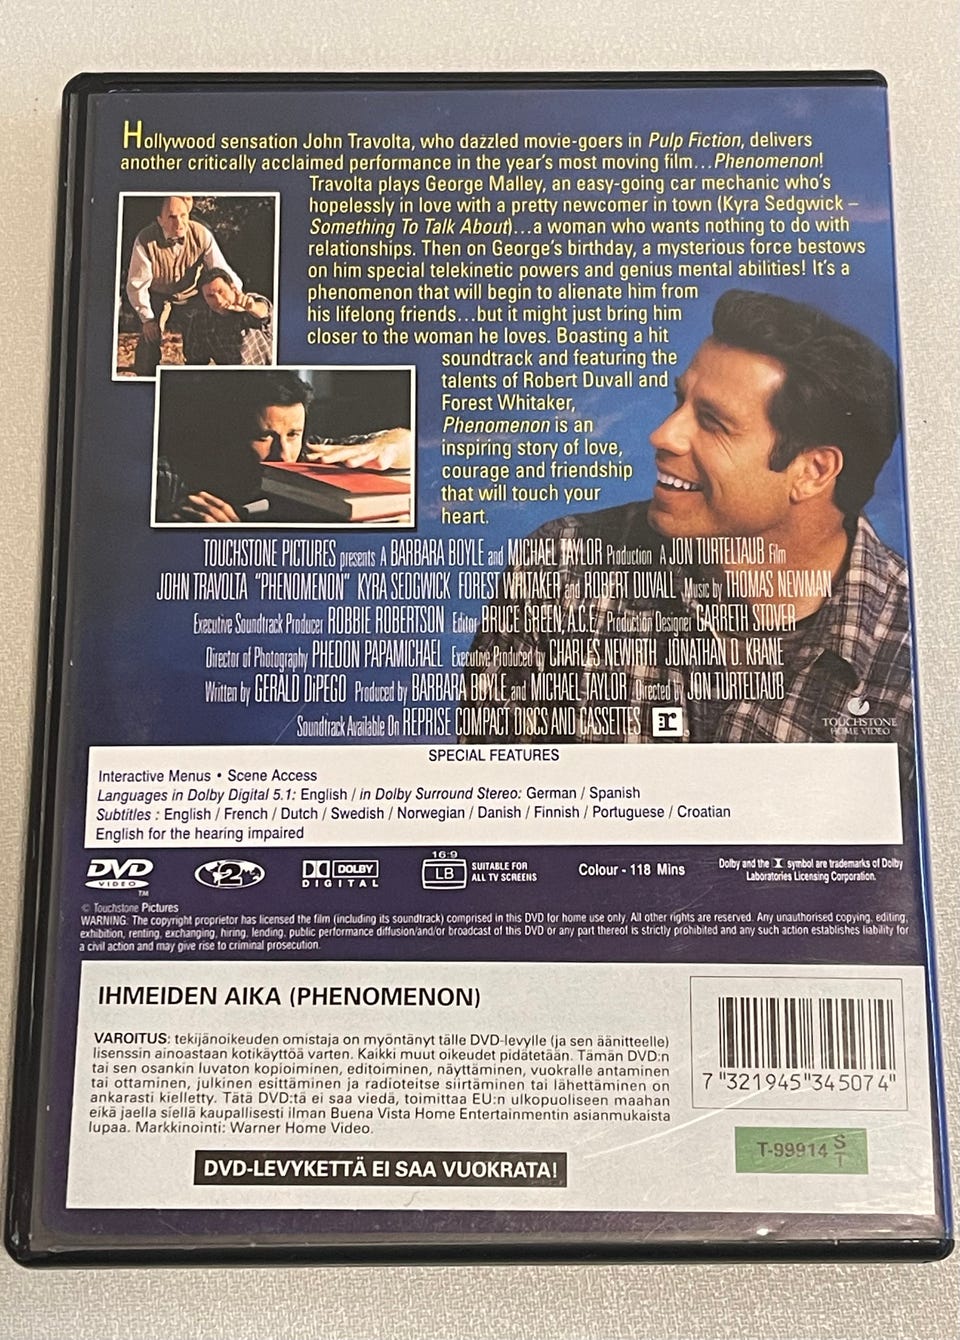 Hollywood sensation John Travolta, who dazzled movie-goers in Pulp Fiction, delivers
another critically acclaimed performance in the year's most moving film...Phenomenon!
Travolta plays George Malley, an easy-going car mechanic who's
hopelessly in love with a pretty newcomer in town (Kyra Sedgwick –
Something To Talk About)...a woman who wants nothing to do with
relationships. Then on George's birthday, a mysterious force bestows
on him special telekinetic powers and genius mental abilities! It's a
phenomenon that will begin to alienate him from
his lifelong friends...but it might just bring him
closer to the woman he loves. Boasting a hit
soundtrack and featuring the
talents of Robert Duvall and
Forest Whitaker,
Phenomenon is an
inspiring story of love,
courage and friendship
that will touch your
heart.
TOUCHSTONE PICTURES presents A BARBARA BOYLE and MICHAEL TAYLOR Production A JON TURTELTAUB Film
JOHN TRAVOLTA "PHENOMENON" KYRA SEDGWICK FOREST WHITAKER and ROBERT DUVALL Music by THOMAS NEWMAN
Executive Soundtrack Producer ROBBIE ROBERTSON Editor BRUCE GREEN, A.C.E. Production Designer GARRETH STOVER
Director of Photography PHEDON PAPAMICHAEL Executive Produced by CHARLES NEWIRTH JONATHAN D. KRANE
Written by GERALD DiPEGO Produced by BARBARA BOYLE and MICHAEL TAYLOR Directed by JON TURTELTAUB
Soundtrack Available On REPRISE COMPACT DISCS AND CASSETTES
TOUCHSTONE
HOME VIDEO
SPECIAL FEATURES
Interactive Menus • Scene Access
Languages in Dolby Digital 5.1: English / in Dolby Surround Stereo: German / Spanish
Subtitles : English / French / Dutch / Swedish / Norwegian / Danish / Finnish / Portuguese / Croatian
English for the hearing impaired
DVD VIDEO TM
2
DOLBY DIGITAL
16:9 LB
SUITABLE FOR
ALL TV SCREENS
Colour - 118 Mins
Dolby and the symbol are trademarks of Dolby
Laboratories Licensing Corporation.
© Touchstone Pictures
WARNING: The copyright proprietor has licensed the film (including its soundtrack) comprised in this DVD for home use only. All other rights are reserved. Any unauthorised copying, editing,
exhibition, renting, exchanging, hiring, lending, public performance diffusion/and/or broadcast of this DVD or any part thereof is strictly prohibited and any such action establishes liability for
a civil action and may give rise to criminal prosecution.
IHMEIDEN AIKA (PHENOMENON)
VAROITUS: tekijänoikeuden omistaja on myöntänyt tälle DVD-levylle (ja sen äänitteelle)
lisenssin ainoastaan kotikäyttöä varten. Kaikki muut oikeudet pidätetään. Tämän DVD:n
tai sen osankin luvaton kopioiminen, editoiminen, näyttäminen, vuokralle antaminen
tai ottaminen, julkinen esittäminen ja radioteitse siirtäminen tai lähettäminen on
ankarasti kielletty. Tätä DVD:tä ei saa viedä, toimittaa EU:n ulkopuoliseen maahan
eikä jaella siellä kaupallisesti ilman Buena Vista Home Entertainmentin asianmukaista
lupaa. Markkinointi: Warner Home Video.
7 321945 345074
T-99914 S
T
DVD-LEVYKETTÄ EI SAA VUOKRATA!